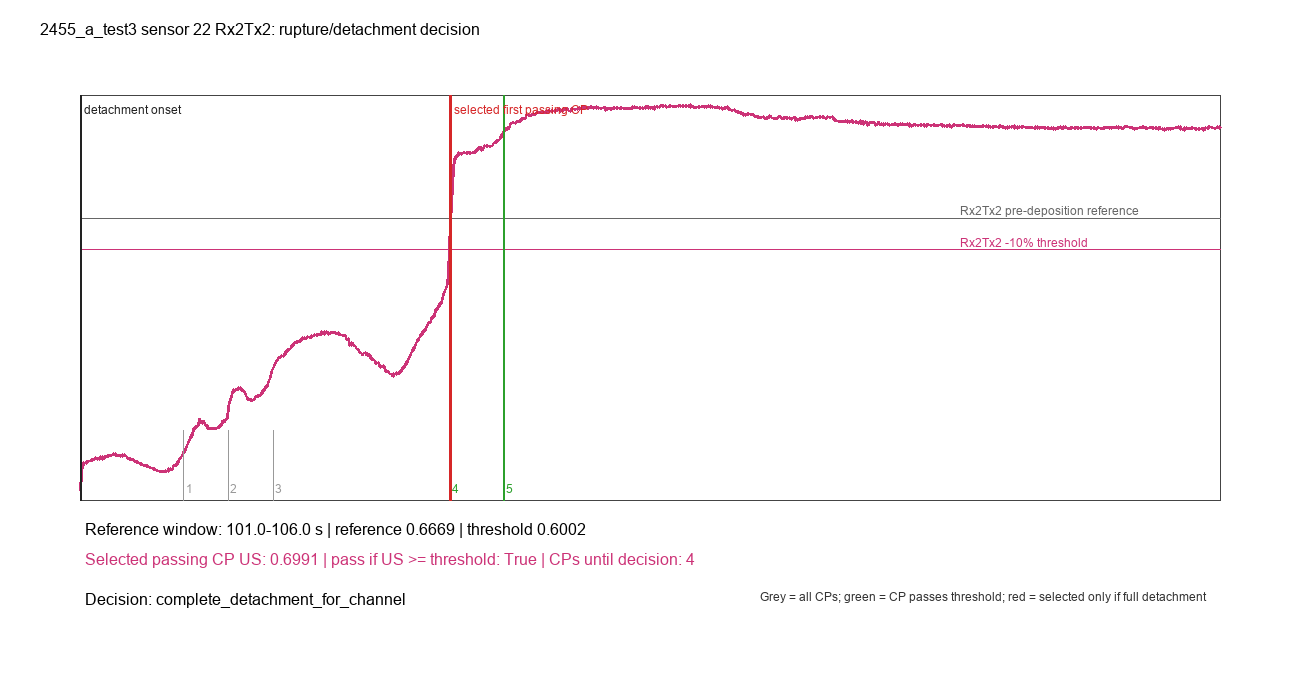 2455_a_test3 sensor 22 Rx2Tx2: rupture/detachment decision
detachment onset
selected first passing CP
Rx2Tx2 pre-deposition reference
Rx2Tx2 -10% threshold
1 2 3 4 5
Reference window: 101.0-106.0 s | reference 0.6669 | threshold 0.6002
Selected passing CP US: 0.6991 | pass if US >= threshold: True | CPs until decision: 4
Decision: complete_detachment_for_channel
Grey = all CPs; green = CP passes threshold; red = selected only if full detachment